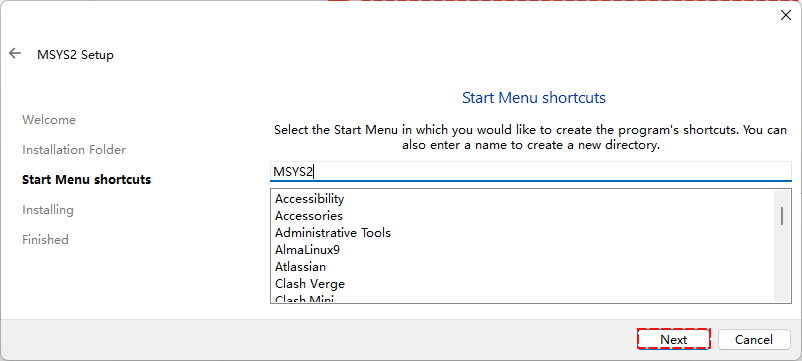 MSYS2 Setup
Welcome
Installation Folder
Start Menu shortcuts
Installing
Finished
Start Menu shortcuts
Select the Start Menu in which you would like to create the program's shortcuts. You can
also enter a name to create a new directory.
MSYS2
Accessibility
Accessories
Administrative Tools
AlmaLinux9
Atlassian
Clash Verge
Clash Mini
Next
Cancel